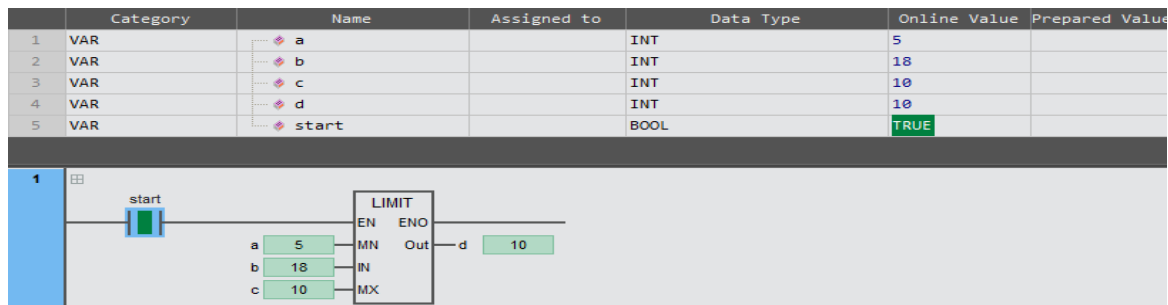 Category Name Assigned to Data Type Online Value Prepared Value
1 VAR a INT 5
2 VAR b INT 18
3 VAR c INT 10
4 VAR d INT 10
5 VAR start BOOL TRUE
1
start
LIMIT
EN ENO
a 5 MN Out d 10
b 18 IN
c 10 MX